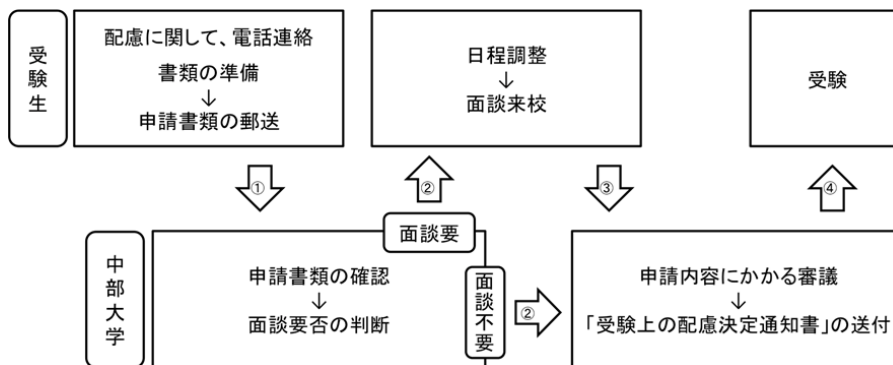 受験生
配慮に関して、電話連絡
書類の準備
↓
申請書類の郵送
日程調整
↓
面談来校
受験
①
②
③
④
中部大学
申請書類の確認
↓
面談要否の判断
面談要
面談不要
②
申請内容にかかる審議
↓
「受験上の配慮決定通知書」の送付